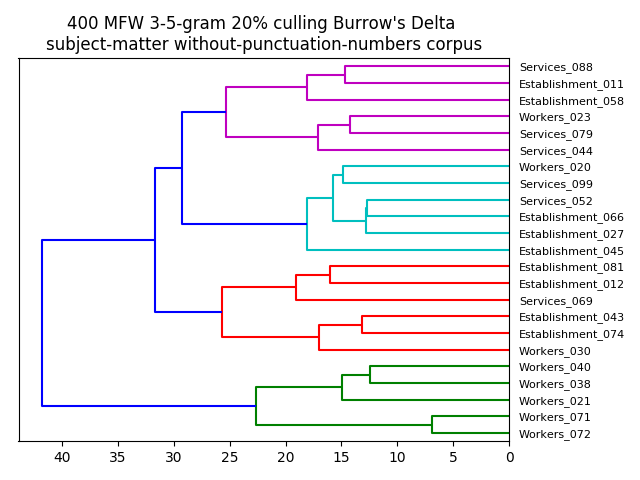 400 MFW 3-5-gram 20% culling Burrow's Delta
subject-matter without-punctuation-numbers corpus
Services_088
Establishment_011
Establishment_058
Workers_023
Services_079
Services_044
Workers_020
Services_099
Services_052
Establishment_066
Establishment_027
Establishment_045
Establishment_081
Establishment_012
Services_069
Establishment_043
Establishment_074
Workers_030
Workers_040
Workers_038
Workers_021
Workers_071
Workers_072
40 35 30 25 20 15 10 5 0